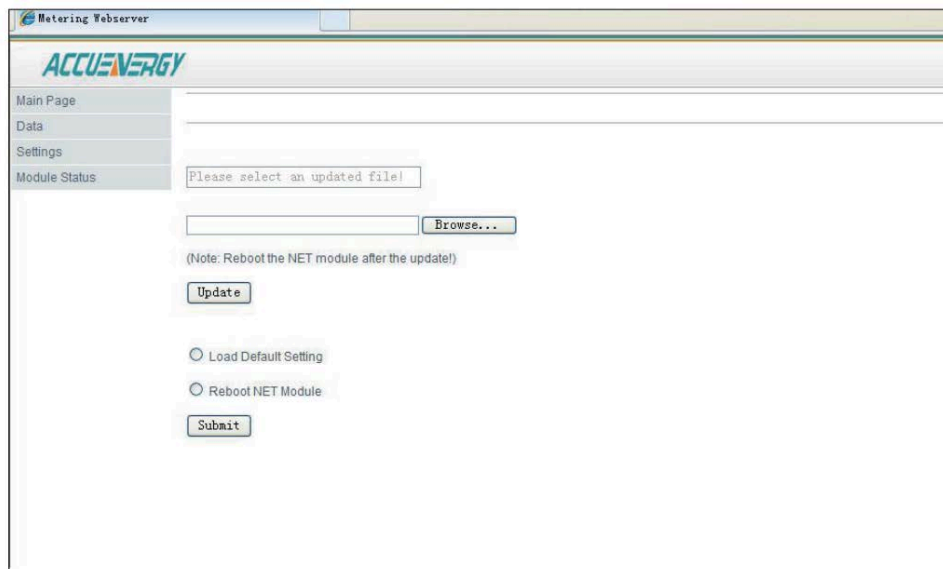 Metering Webserver
ACCUENERGY
Main Page
Data
Settings
Module Status
Please select an updated file!
Browse...
(Note: Reboot the NET module after the update!)
Update
Load Default Setting
Reboot NET Module
Submit